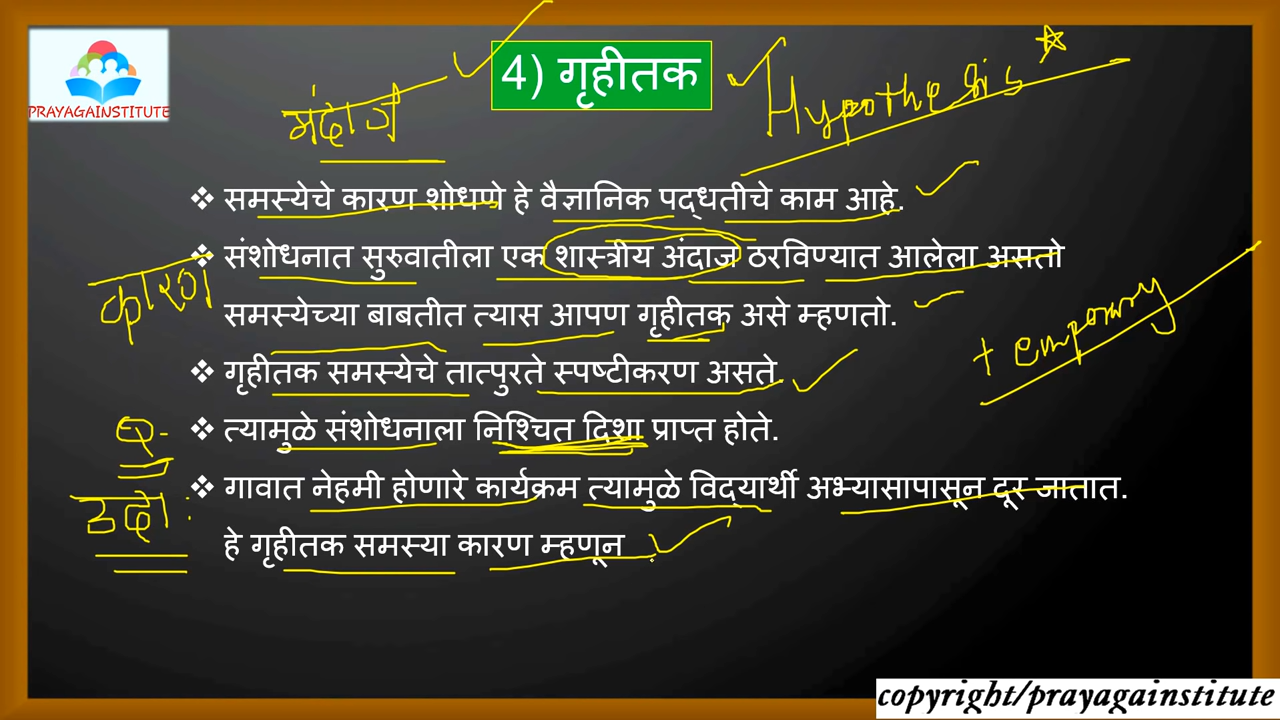 PRAYAGAINSTITUTE
4) गृहीतक
Hypothesis
अंदाज
❖ समस्येचे कारण शोधणे हे वैज्ञानिक पद्धतीचे काम आहे.
❖ संशोधनात सुरुवातीला एक शास्त्रीय अंदाज ठरविण्यात आलेला असतो
कारण
समस्येच्या बाबतीत त्यास आपण गृहीतक असे म्हणतो.
temporary
❖ गृहीतक समस्येचे तात्पुरते स्पष्टीकरण असते.
Q-
❖ त्यामुळे संशोधनाला निश्चित दिशा प्राप्त होते.
❖ गावात नेहमी होणारे कार्यक्रम त्यामुळे विद्यार्थी अभ्यासापासून दूर जातात.
उदा:
हे गृहीतक समस्या कारण म्हणून
copyright/prayagainstitute